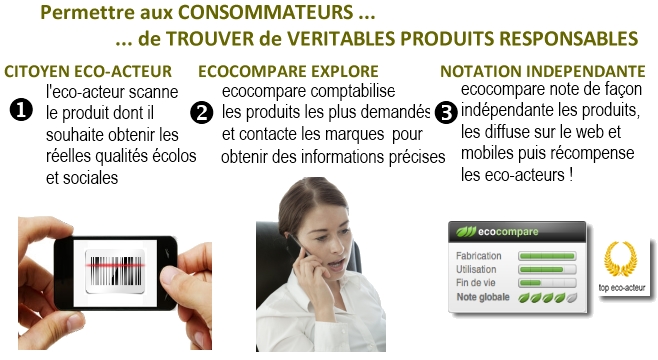 Permettre aux CONSOMMATEURS ...
... de TROUVER de VERITABLES PRODUITS RESPONSABLES
CITOYEN ECO-ACTEUR
1
l'eco-acteur scanne
le produit dont il
souhaite obtenir les
réelles qualités écolos
et sociales
ECOCOMPARE EXPLORE
2
ecocompare comptabilise
les produits les plus demandés
et contacte les marques pour
obtenir des informations précises
NOTATION INDEPENDANTE
3
ecocompare note de façon
indépendante les produits,
les diffuse sur le web et
mobiles puis récompense
les eco-acteurs !
ecocompare
Fabrication
Utilisation
Fin de vie
Note globale
top eco-acteur